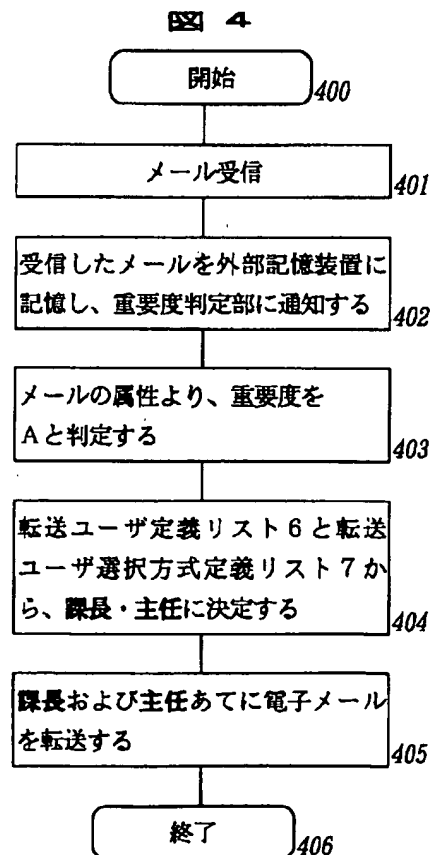 図 4
開始
400
メール受信
401
受信したメールを外部記憶装置に
記憶し、重要度判定部に通知する
402
メールの属性より、重要度を
Aと判定する
403
転送ユーザ定義リスト6と転送
ユーザ選択方式定義リスト7か
ら、課長・主任に決定する
404
課長および主任あてに電子メール
を転送する
405
終了
406